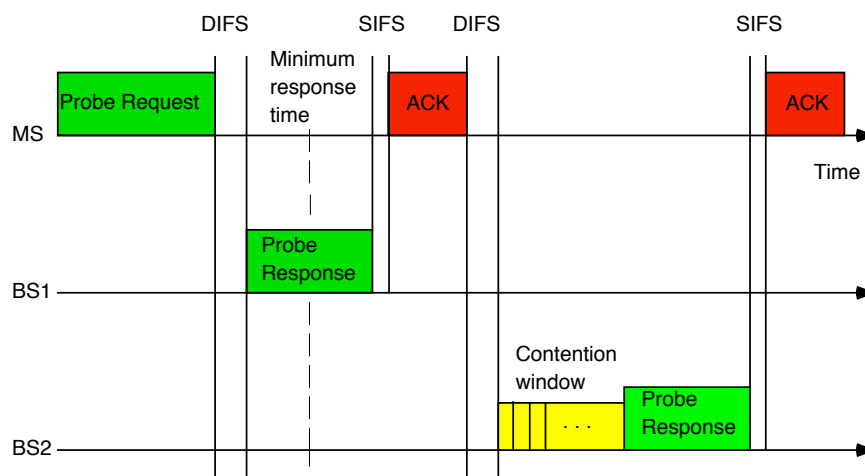 DIFS
SIFS
DIFS
SIFS
Minimum
response
time
Probe Request
ACK
ACK
MS
Time
Probe
Response
BS1
Contention
window
. . .
Probe
Response
BS2